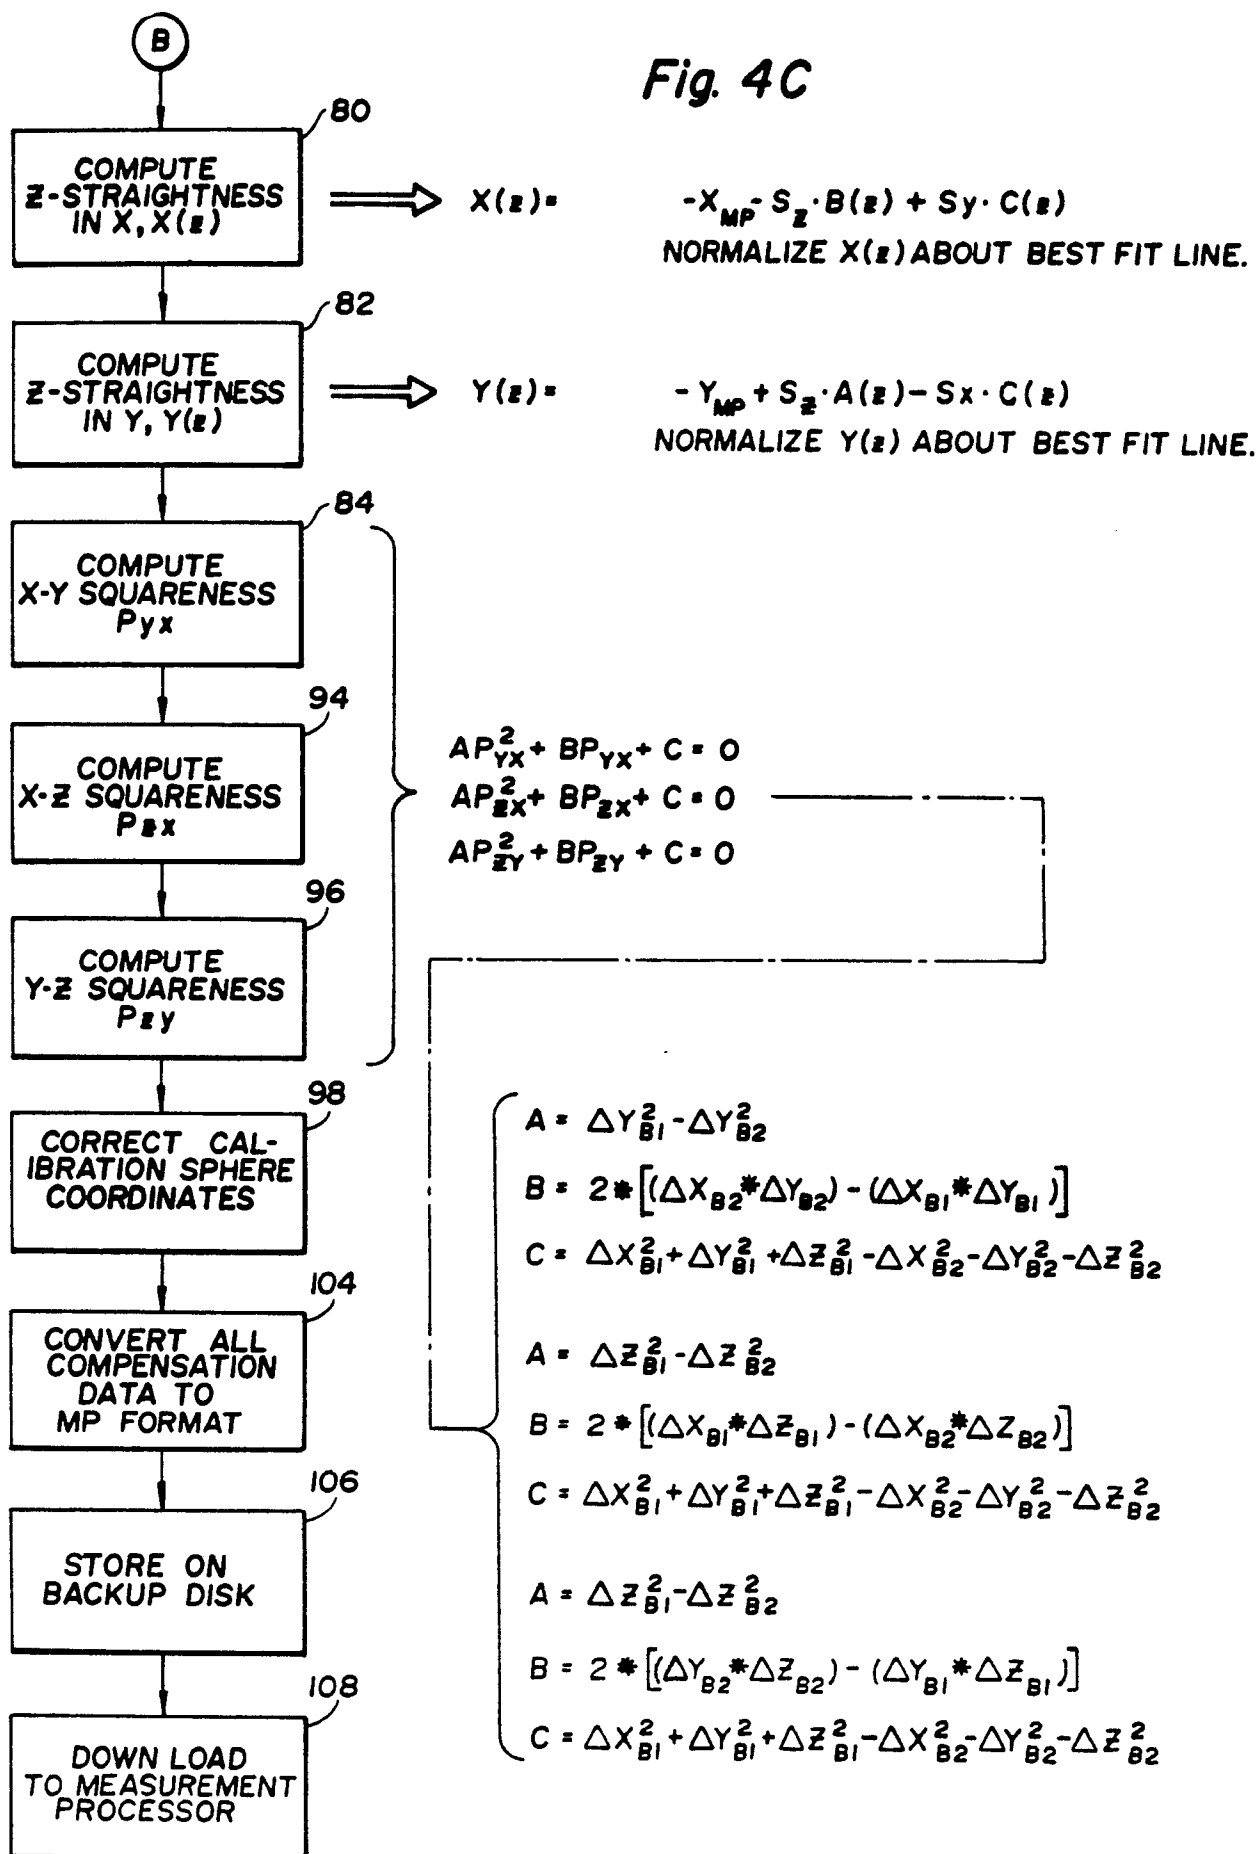 B
Fig. 4C
80
COMPUTE
Z-STRAIGHTNESS
IN X, X(z)
X(z) = -X_MP - S_Z · B(z) + Sy · C(z)
NORMALIZE X(z) ABOUT BEST FIT LINE.
82
COMPUTE
Z-STRAIGHTNESS
IN Y, Y(z)
Y(z) = -Y_MP + S_Z · A(z) - Sx · C(z)
NORMALIZE Y(z) ABOUT BEST FIT LINE.
84
COMPUTE
X-Y SQUARENESS
Pyx
94
COMPUTE
X-Z SQUARENESS
Pzx
96
COMPUTE
Y-Z SQUARENESS
Pzy
AP²_YX + BP_YX + C = 0
AP²_ZX + BP_ZX + C = 0
AP²_ZY + BP_ZY + C = 0
98
CORRECT CAL-
IBRATION SPHERE
COORDINATES
104
CONVERT ALL
COMPENSATION
DATA TO
MP FORMAT
106
STORE ON
BACKUP DISK
108
DOWN LOAD
TO MEASUREMENT
PROCESSOR
A = ΔY²_B1 - ΔY²_B2
B = 2 * [(ΔX_B2 * ΔY_B2) - (ΔX_B1 * ΔY_B1)]
C = ΔX²_B1 + ΔY²_B1 + ΔZ²_B1 - ΔX²_B2 - ΔY²_B2 - ΔZ²_B2
A = ΔZ²_B1 - ΔZ²_B2
B = 2 * [(ΔX_B1 * ΔZ_B1) - (ΔX_B2 * ΔZ_B2)]
C = ΔX²_B1 + ΔY²_B1 + ΔZ²_B1 - ΔX²_B2 - ΔY²_B2 - ΔZ²_B2
A = ΔZ²_B1 - ΔZ²_B2
B = 2 * [(ΔY_B2 * ΔZ_B2) - (ΔY_B1 * ΔZ_B1)]
C = ΔX²_B1 + ΔY²_B1 + ΔZ²_B1 - ΔX²_B2 - ΔY²_B2 - ΔZ²_B2